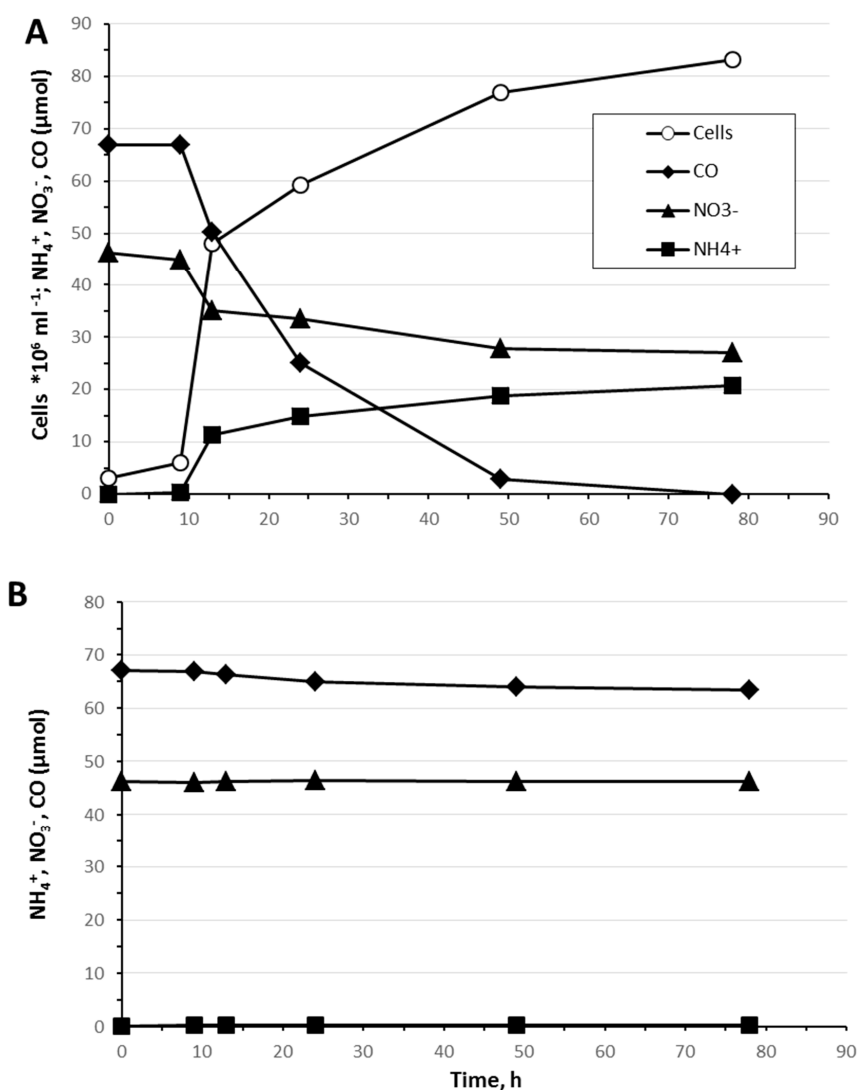 A
Cells *10⁶ ml ⁻¹; NH₄⁺, NO₃⁻, CO (µmol)
90
80
70
60
50
40
30
20
10
0
Cells
CO
NO3-
NH4+
0 10 20 30 40 50 60 70 80 90
B
NH₄⁺, NO₃⁻, CO (µmol)
80
70
60
50
40
30
20
10
0
0 10 20 30 40 50 60 70 80 90
Time, h